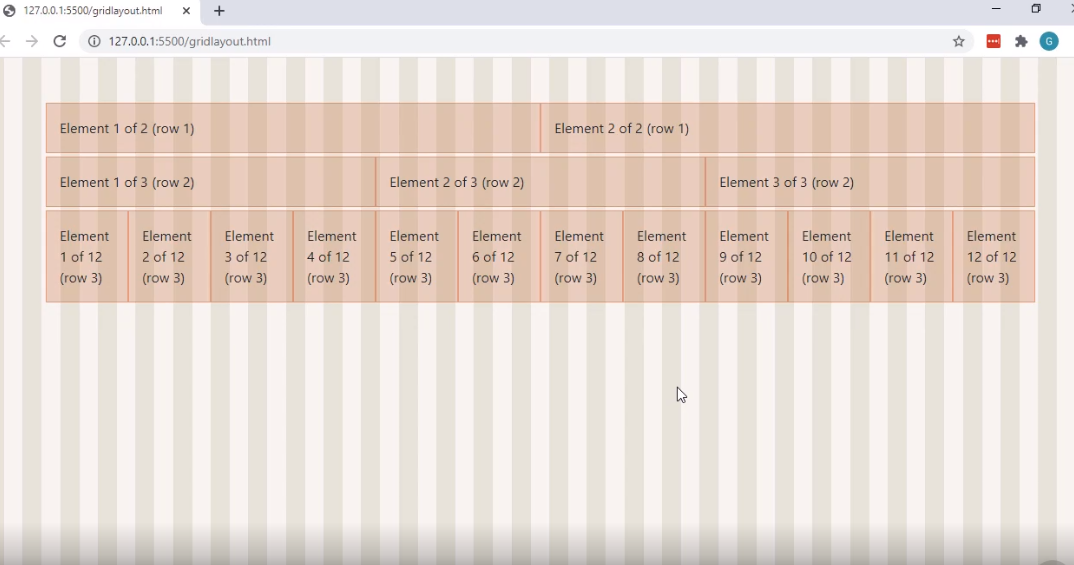 127.0.0.1:5500/gridlayout.html
127.0.0.1:5500/gridlayout.html
G
Element 1 of 2 (row 1)
Element 2 of 2 (row 1)
Element 1 of 3 (row 2)
Element 2 of 3 (row 2)
Element 3 of 3 (row 2)
Element
1 of 12
(row 3)
Element
2 of 12
(row 3)
Element
3 of 12
(row 3)
Element
4 of 12
(row 3)
Element
5 of 12
(row 3)
Element
6 of 12
(row 3)
Element
7 of 12
(row 3)
Element
8 of 12
(row 3)
Element
9 of 12
(row 3)
Element
10 of 12
(row 3)
Element
11 of 12
(row 3)
Element
12 of 12
(row 3)